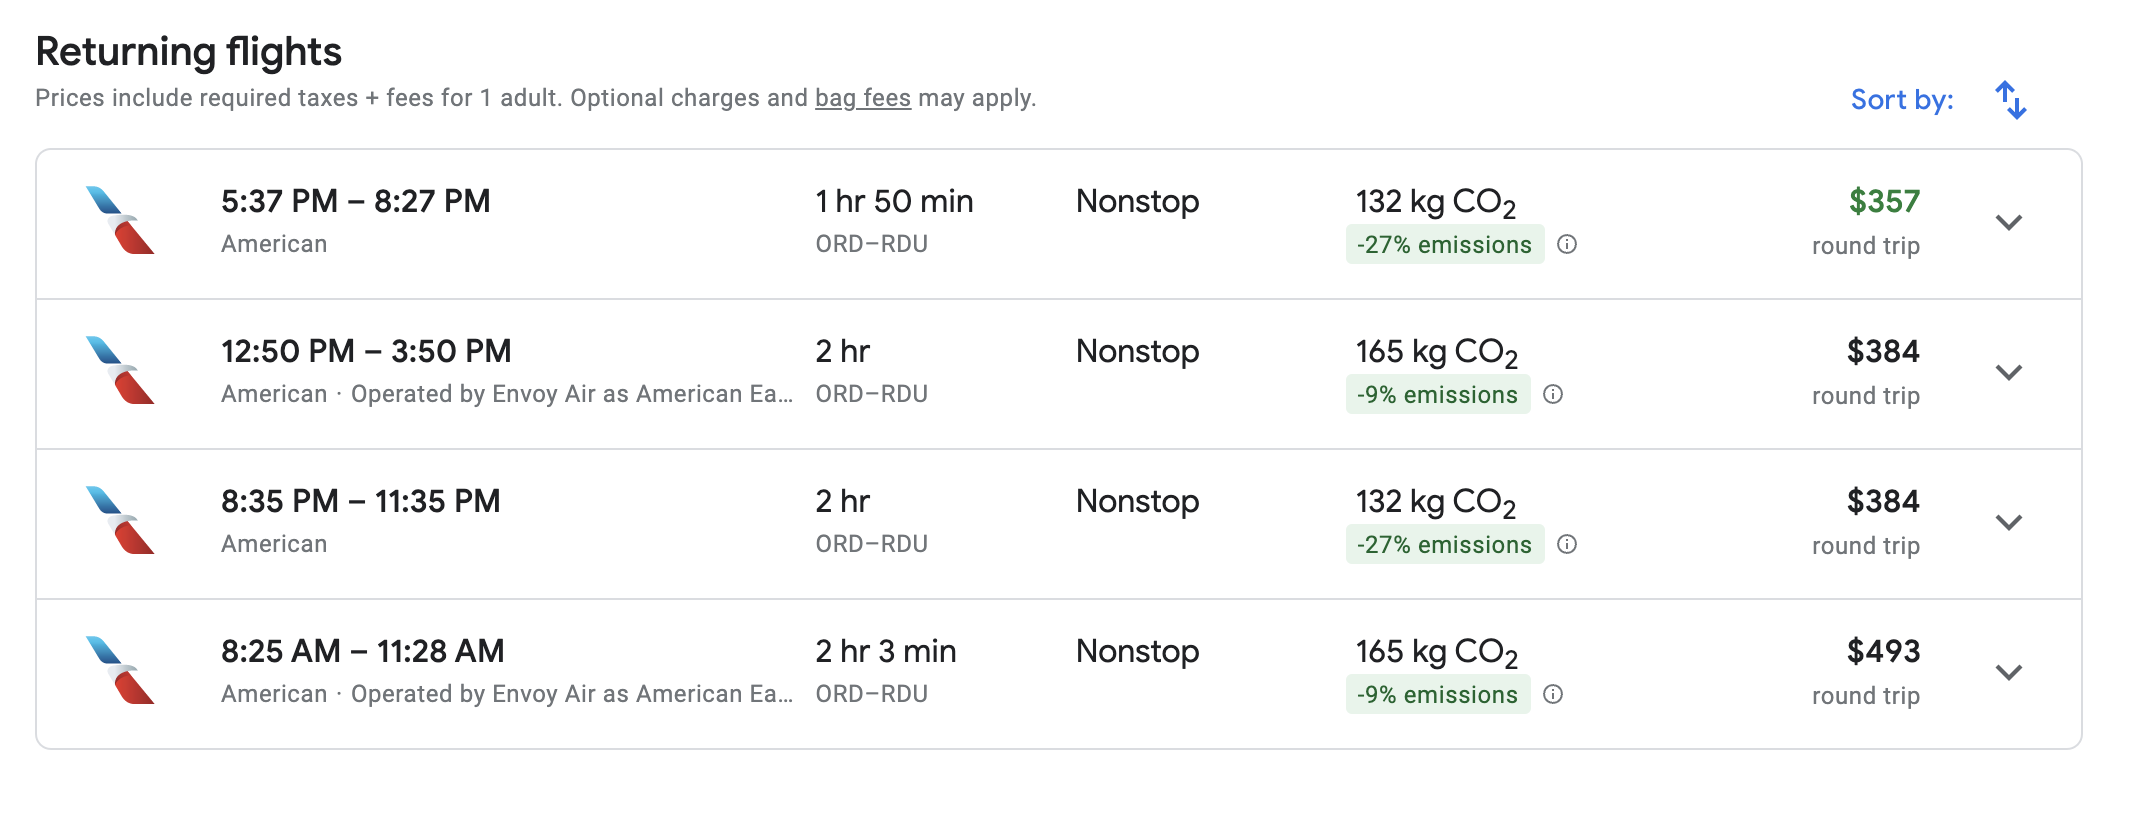 Returning flights
Prices include required taxes + fees for 1 adult. Optional charges and bag fees may apply.
Sort by:
5:37 PM – 8:27 PM 1 hr 50 min Nonstop 132 kg CO2 $357
American ORD–RDU -27% emissions round trip
12:50 PM – 3:50 PM 2 hr Nonstop 165 kg CO2 $384
American · Operated by Envoy Air as American Ea... ORD–RDU -9% emissions round trip
8:35 PM – 11:35 PM 2 hr Nonstop 132 kg CO2 $384
American ORD–RDU -27% emissions round trip
8:25 AM – 11:28 AM 2 hr 3 min Nonstop 165 kg CO2 $493
American · Operated by Envoy Air as American Ea... ORD–RDU -9% emissions round trip